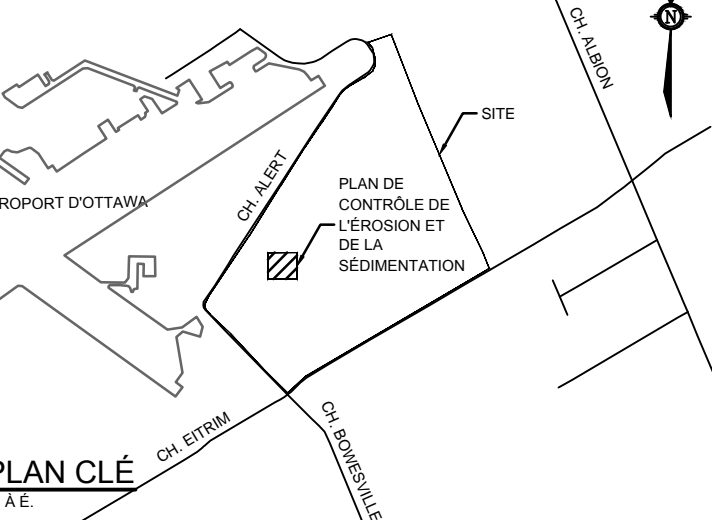 N
CH. ALBION
SITE
CH. ALERT
PLAN DE
CONTRÔLE DE
L'ÉROSION ET
DE LA
SÉDIMENTATION
ROPORT D'OTTAWA
CH. EITRIM
CH. BOWESVILLE
PLAN CLÉ
À É.